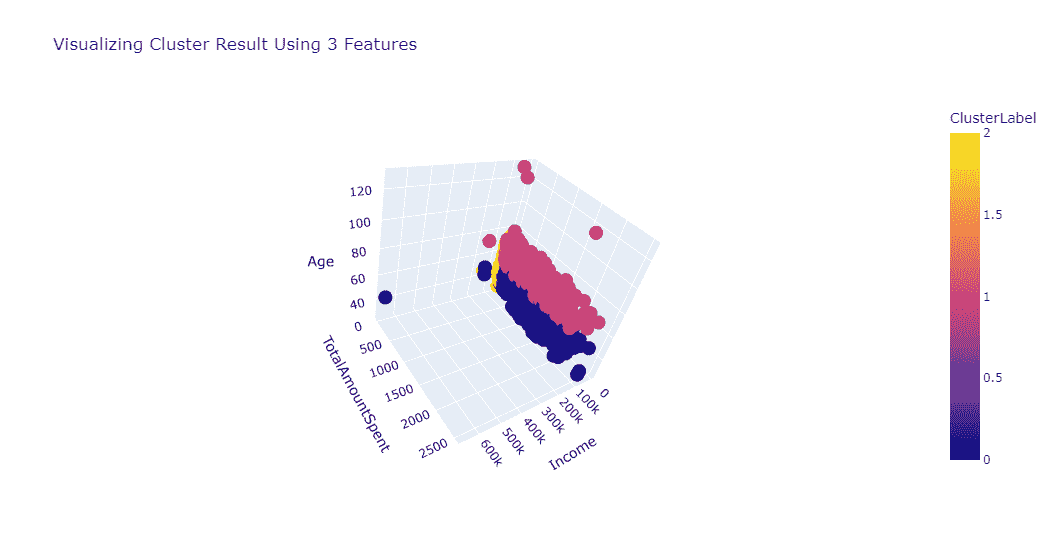 Visualizing Cluster Result Using 3 Features
ClusterLabel
2
1.5
1
0.5
0
Age
120
100
80
60
40
TotalAmountSpent
0
500
1000
1500
2000
2500
Income
600k
500k
400k
300k
200k
100k
0